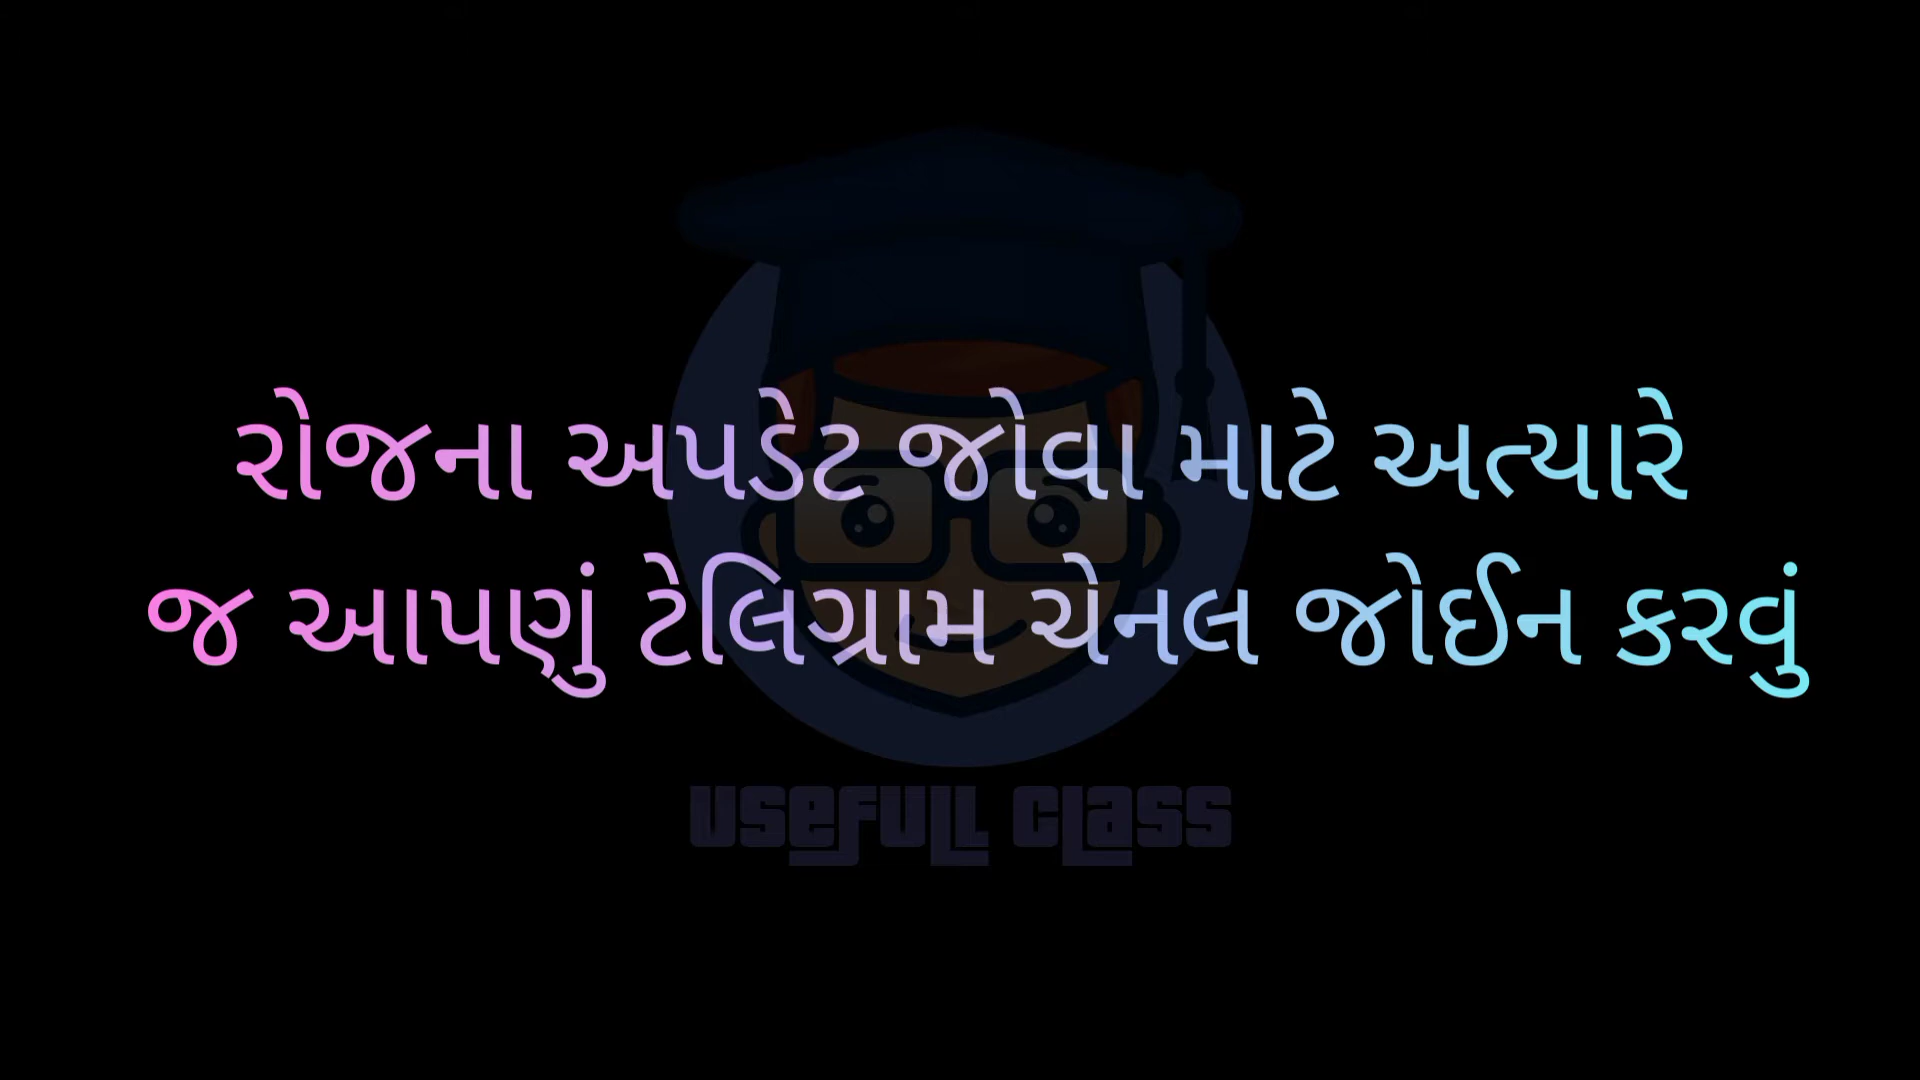 રોજના અપડેટ જોવા માટે અત્યારે
જ આપણું ટેલિગ્રામ ચેનલ જોઈન કરવું
USEFULL CLASS